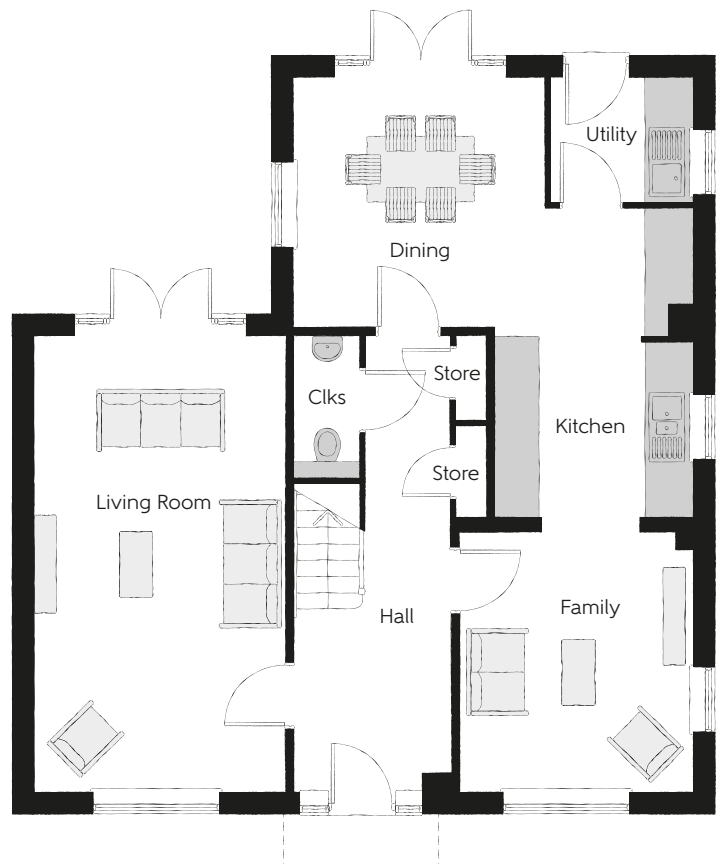 Utility
Dining
Store
Clks
Kitchen
Store
Living Room
Family
Hall